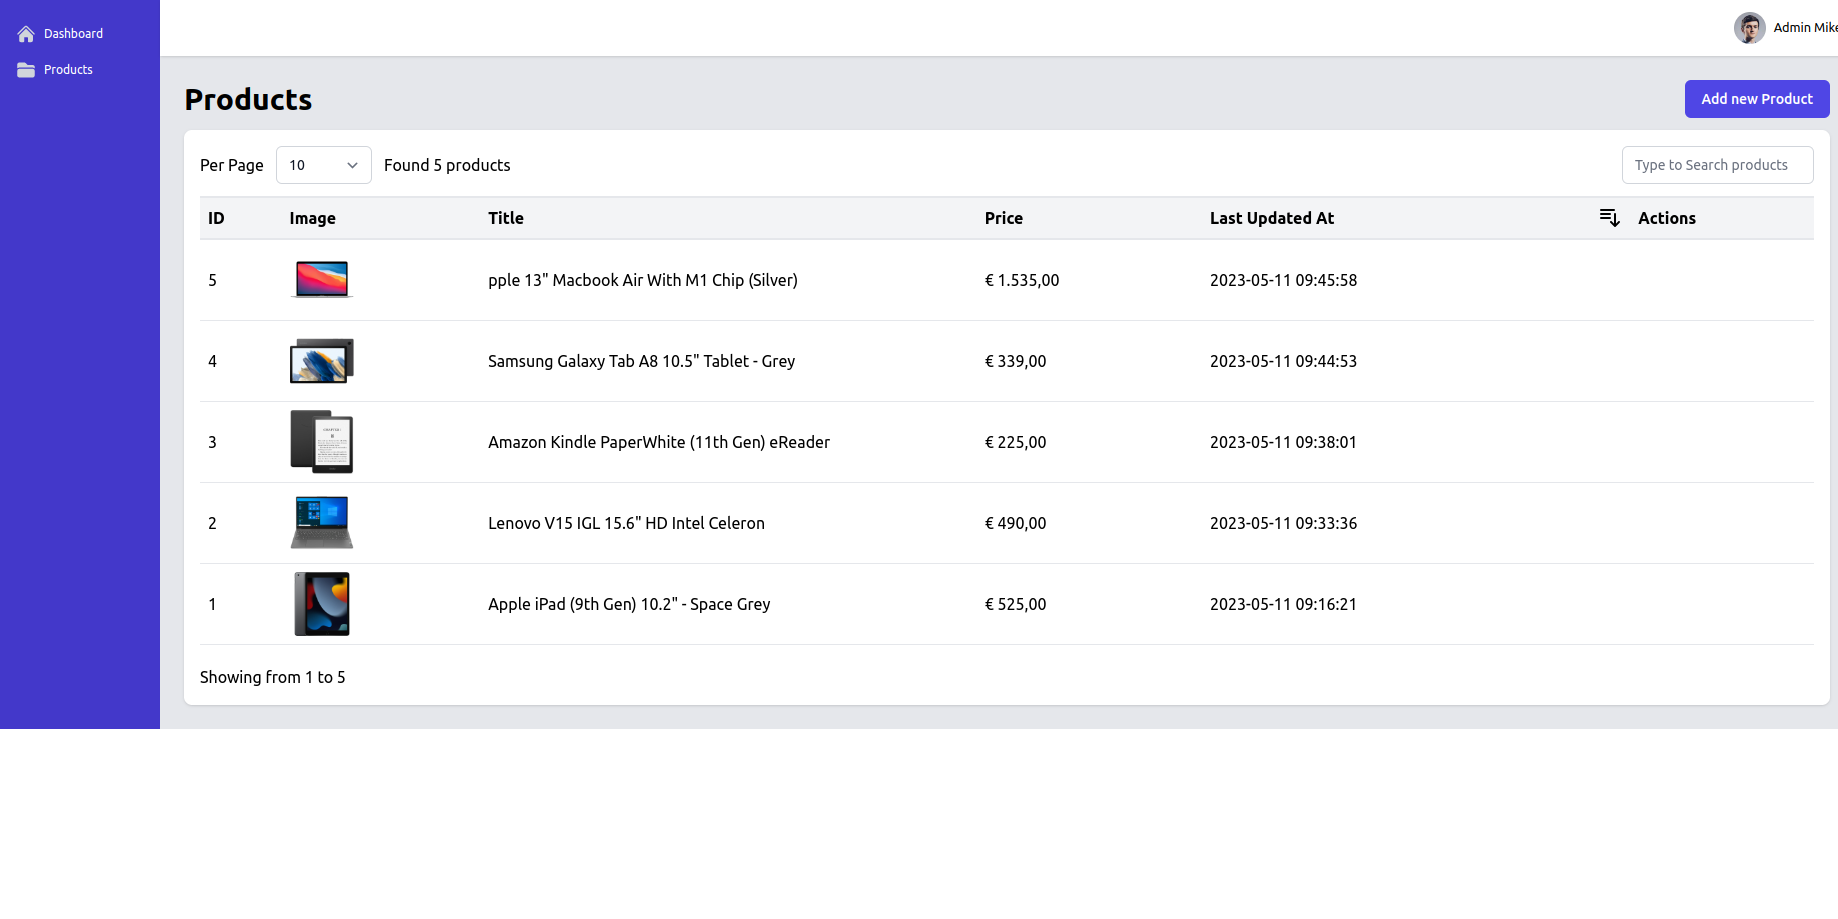 Dashboard
Products
Admin Mike
Products
Add new Product
Per Page 10 Found 5 products
Type to Search products
ID Image Title Price Last Updated At Actions
5 pple 13" Macbook Air With M1 Chip (Silver) € 1.535,00 2023-05-11 09:45:58
4 Samsung Galaxy Tab A8 10.5" Tablet - Grey € 339,00 2023-05-11 09:44:53
3 Amazon Kindle PaperWhite (11th Gen) eReader € 225,00 2023-05-11 09:38:01
2 Lenovo V15 IGL 15.6" HD Intel Celeron € 490,00 2023-05-11 09:33:36
1 Apple iPad (9th Gen) 10.2" - Space Grey € 525,00 2023-05-11 09:16:21
Showing from 1 to 5